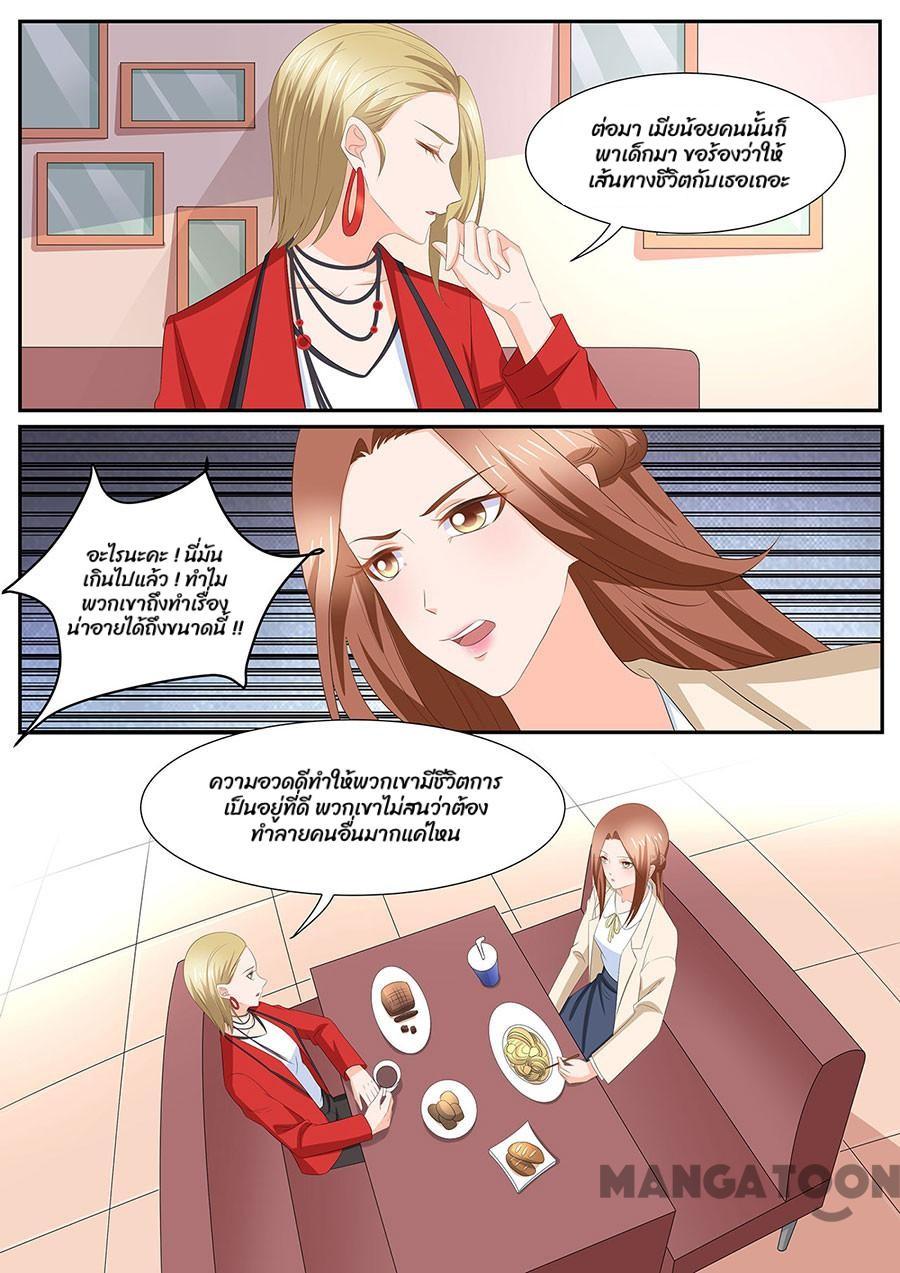 ต่อมา เมียน้อยคนนั้นก็
พาเด็กมา ขอร้องว่าให้
เส้นทางชีวิตกับเธอเถอะ
อะไรนะคะ ! นี่มัน
เกินไปแล้ว ! ทำไม
พวกเขาถึงทำเรื่อง
น่าอายได้ถึงขนาดนี้ !!
ความอวดดีทำให้พวกเขามีชีวิตการ
เป็นอยู่ที่ดี พวกเขาไม่สนว่าต้อง
ทำลายคนอื่นมากแค่ไหน
MANGATOON